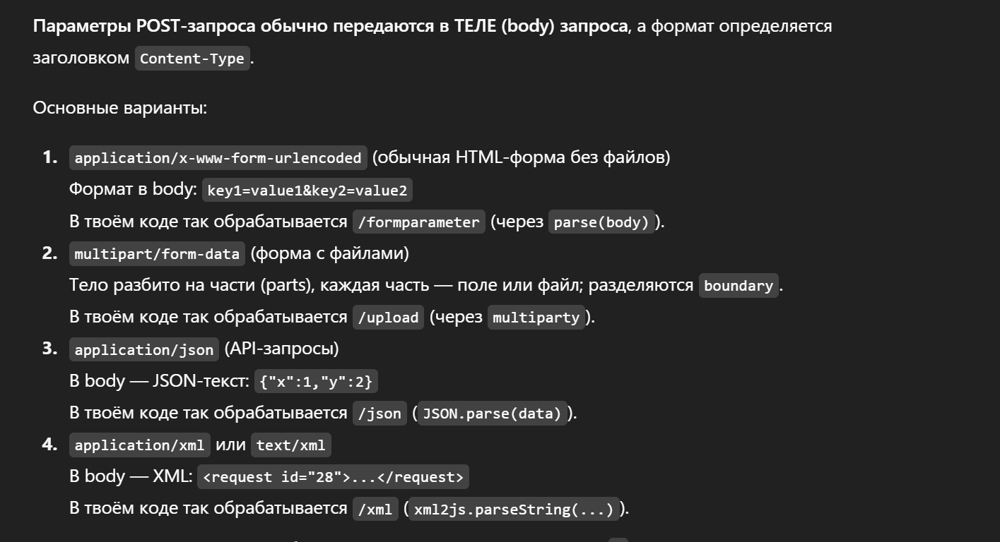 Параметры POST-запроса обычно передаются в ТЕЛЕ (body) запроса, а формат определяется
заголовком Content-Type.
Основные варианты:
1. application/x-www-form-urlencoded (обычная HTML-форма без файлов)
Формат в body: key1=value1&key2=value2
В твоём коде так обрабатывается /formparameter (через parse(body)).
2. multipart/form-data (форма с файлами)
Тело разбито на части (parts), каждая часть — поле или файл; разделяются boundary.
В твоём коде так обрабатывается /upload (через multiparty).
3. application/json (API-запросы)
В body — JSON-текст: {"x":1,"y":2}
В твоём коде так обрабатывается /json (JSON.parse(data)).
4. application/xml или text/xml
В body — XML: <request id="28">...</request>
В твоём коде так обрабатывается /xml (xml2js.parseString(...)).